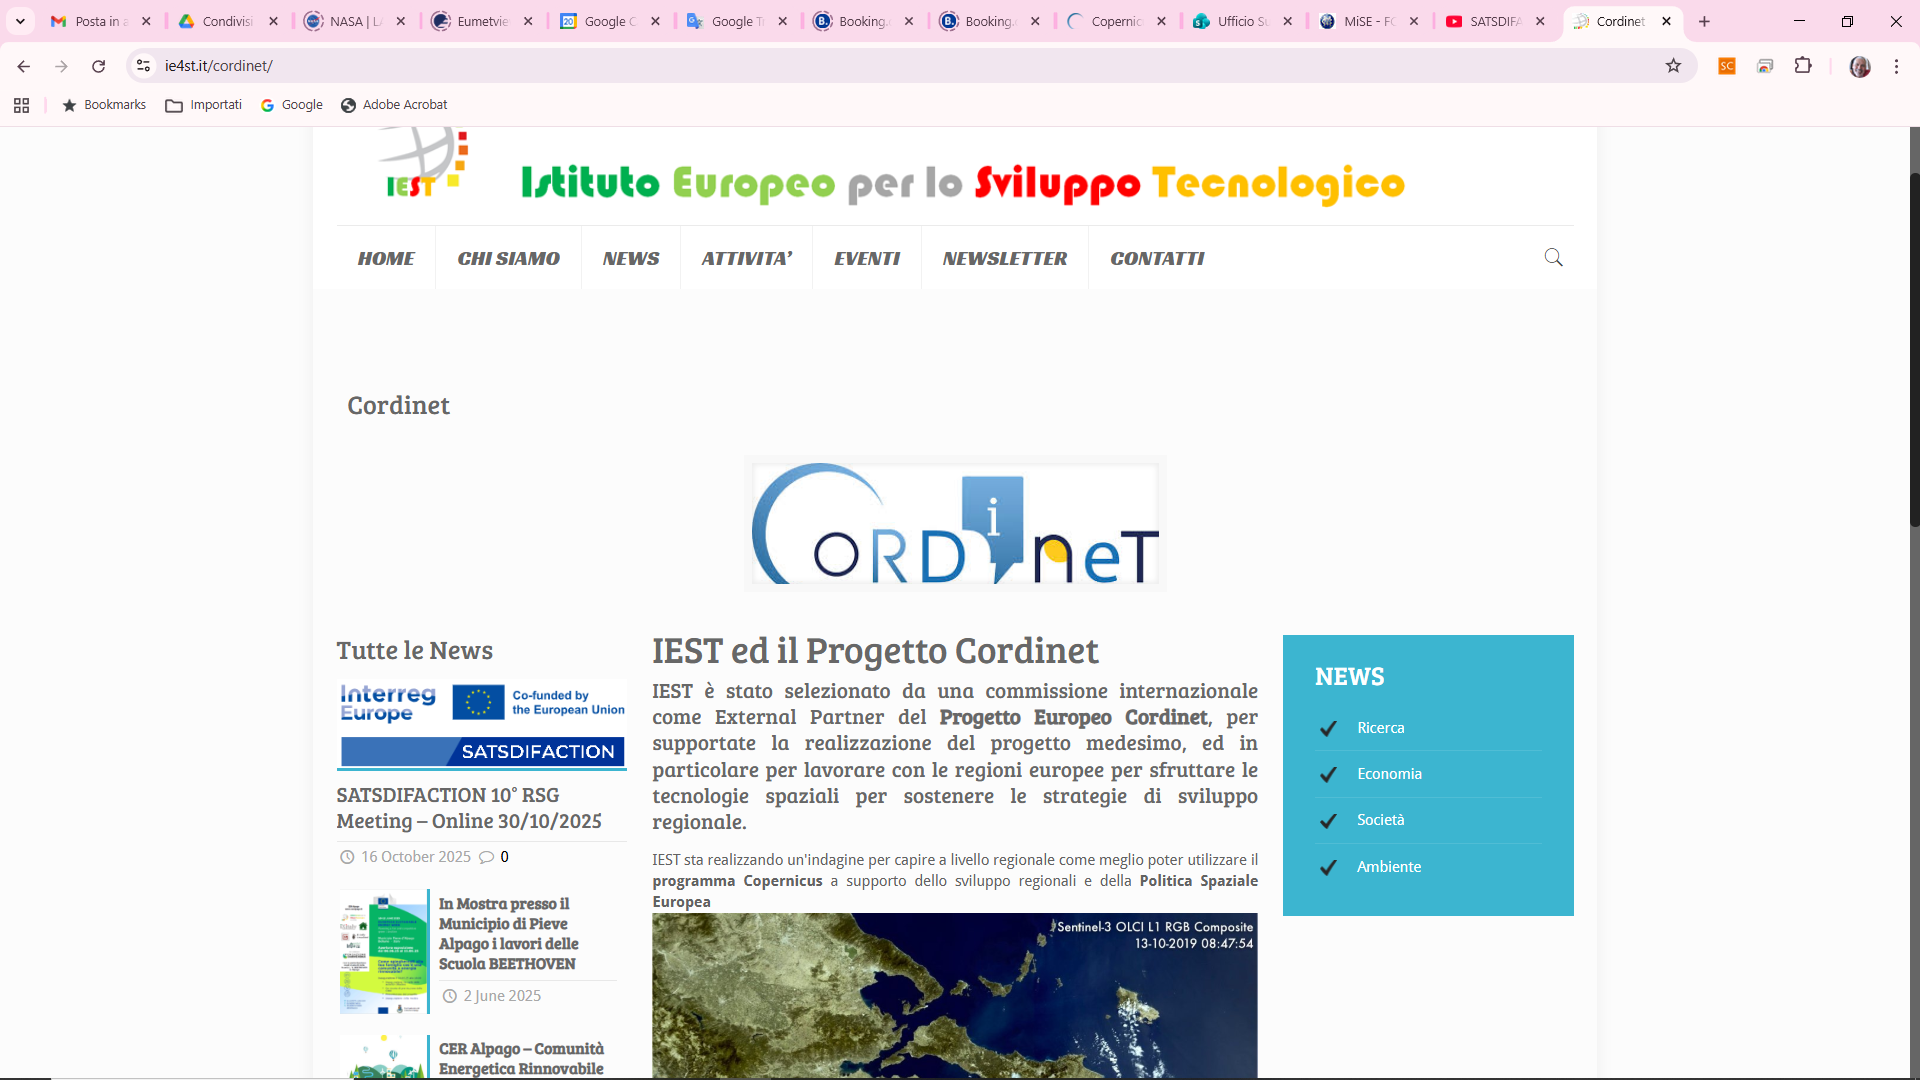 Posta in a
Condivisi
NASA | LA
Eumetvie
Google C
Google Tr
Booking.
Booking.
Copernic
Ufficio Su
MiSE - FO
SATSDIFA
Cordinet
ie4st.it/cordinet/
Bookmarks
Importati
Google
Adobe Acrobat
IEST
Istituto Europeo per lo Sviluppo Tecnologico
HOME
CHI SIAMO
NEWS
ATTIVITA’
EVENTI
NEWSLETTER
CONTATTI
Cordinet
CORDineT
Tutte le News
Interreg
Europe
Co-funded by
the European Union
SATSDIFACTION
SATSDIFACTION 10° RSG
Meeting – Online 30/10/2025
16 October 2025 0
In Mostra presso il
Municipio di Pieve
Alpago i lavori delle
Scuola BEETHOVEN
2 June 2025
CER Alpago – Comunità
Energetica Rinnovabile
IEST ed il Progetto Cordinet
IEST è stato selezionato da una commissione internazionale
come External Partner del Progetto Europeo Cordinet, per
supportate la realizzazione del progetto medesimo, ed in
particolare per lavorare con le regioni europee per sfruttare le
tecnologie spaziali per sostenere le strategie di sviluppo
regionale.
IEST sta realizzando un'indagine per capire a livello regionale come meglio poter utilizzare il
programma Copernicus a supporto dello sviluppo regionali e della Politica Spaziale
Europea
Sentinel-3 OLCI L1 RGB Composite
13-10-2019 08:47:54
NEWS
Ricerca
Economia
Società
Ambiente